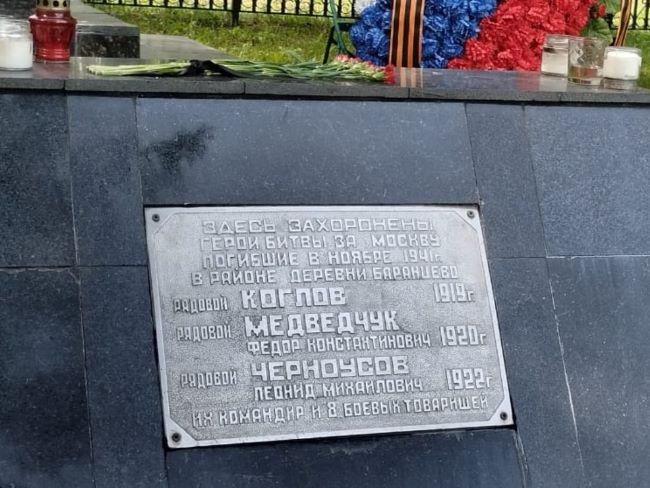 ЗДЕСЬ ЗАХОРОНЕНЫ
ГЕРОИ БИТВЫ ЗА МОСКВУ
ПОГИБШИЕ В НОЯБРЕ 1941г.
В РАЙОНЕ ДЕРЕВНИ БАРАНЦЕВО
РЯДОВОЙ КОГЛОВ 1919г.
РЯДОВОЙ МЕДВЕДЧУК
ФЕДОР КОНСТАНТИНОВИЧ 1920г.
РЯДОВОЙ ЧЕРНОУСОВ
ЛЕОНИД МИХАЙЛОВИЧ 1922г
ИХ КОМАНДИР И 8 БОЕВЫХ ТОВАРИЩЕЙ